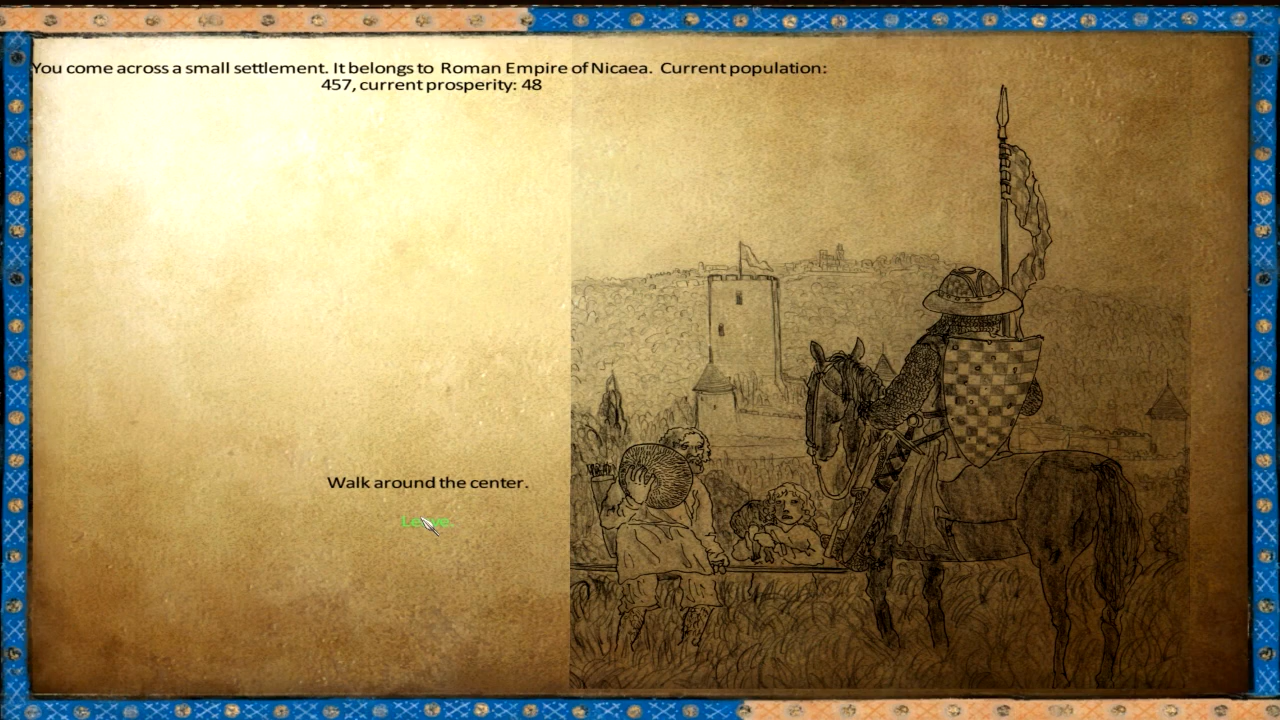 You come across a small settlement. It belongs to  Roman Empire of Nicaea.  Current population:
457, current prosperity: 48
Walk around the center.
Leave.